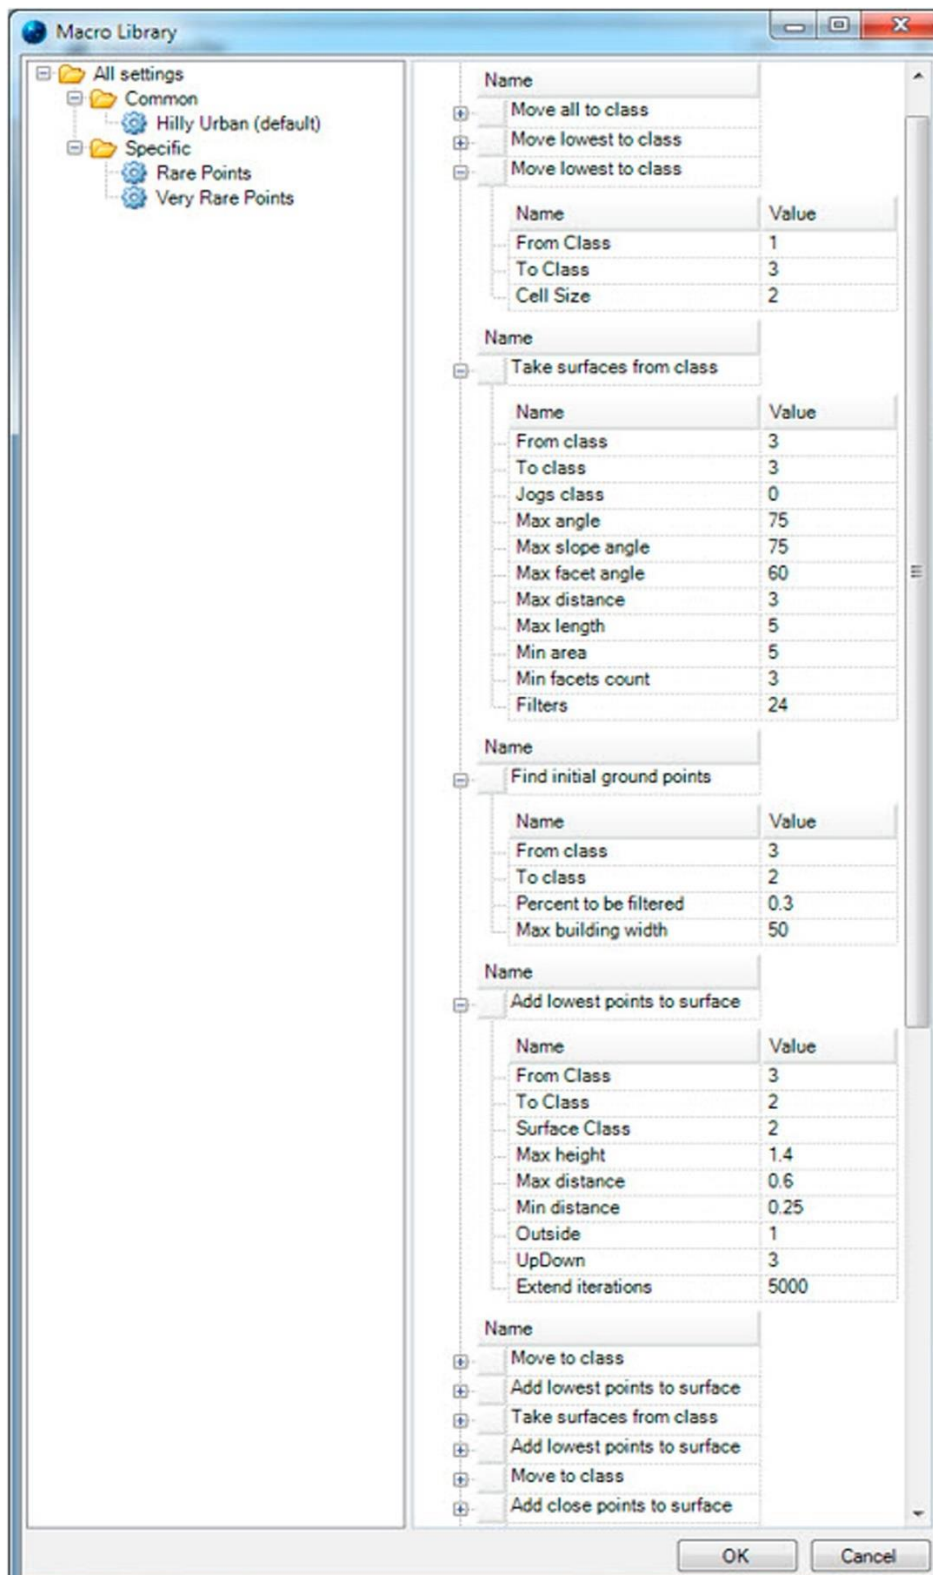 Macro Library
All settings
Common
Hilly Urban (default)
Specific
Rare Points
Very Rare Points
Name
Move all to class
Move lowest to class
Move lowest to class
Name Value
From Class 1
To Class 3
Cell Size 2
Name
Take surfaces from class
Name Value
From class 3
To class 3
Jogs class 0
Max angle 75
Max slope angle 75
Max facet angle 60
Max distance 3
Max length 5
Min area 5
Min facets count 3
Filters 24
Name
Find initial ground points
Name Value
From class 3
To class 2
Percent to be filtered 0.3
Max building width 50
Name
Add lowest points to surface
Name Value
From Class 3
To Class 2
Surface Class 2
Max height 1.4
Max distance 0.6
Min distance 0.25
Outside 1
UpDown 3
Extend iterations 5000
Name
Move to class
Add lowest points to surface
Take surfaces from class
Add lowest points to surface
Move to class
Add close points to surface
OK Cancel